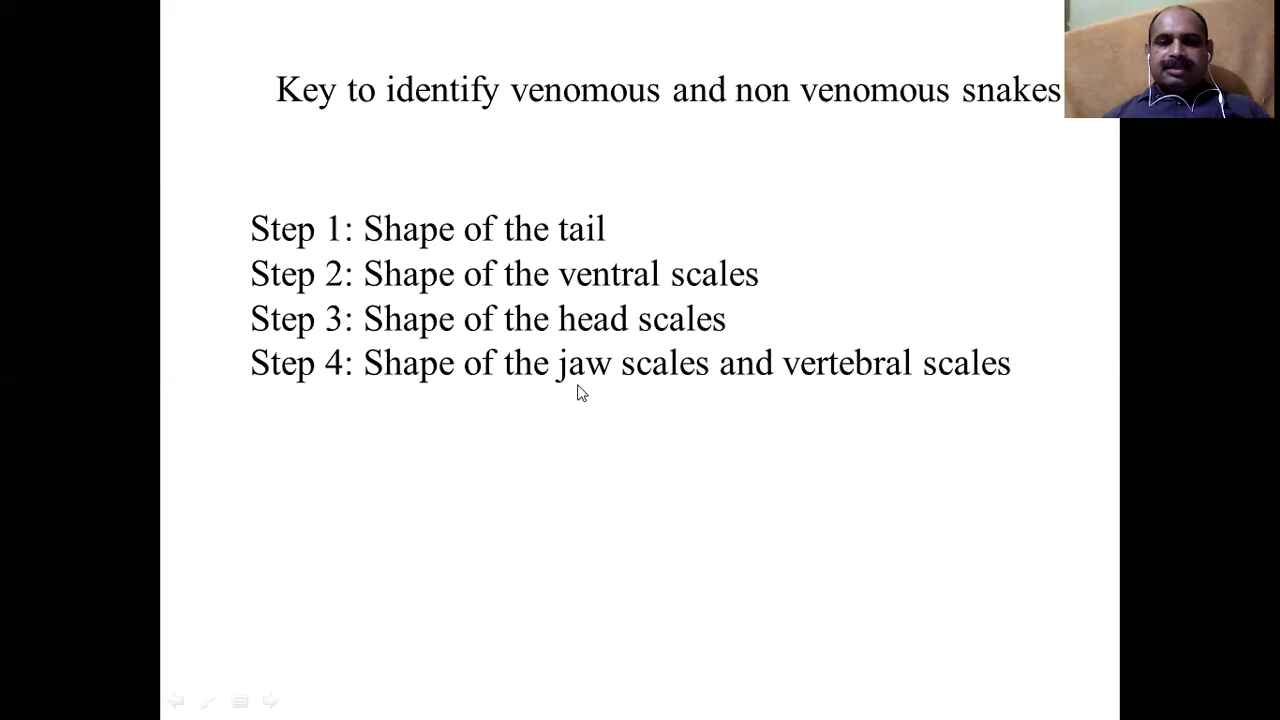 Key to identify venomous and non venomous snakes
Step 1: Shape of the tail
Step 2: Shape of the ventral scales
Step 3: Shape of the head scales
Step 4: Shape of the jaw scales and vertebral scales